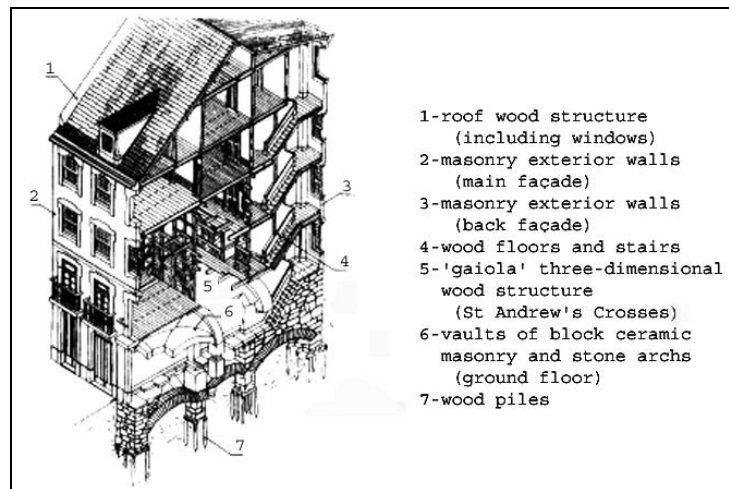 1
2
3
4
5
6
7
1-roof wood structure
(including windows)
2-masonry exterior walls
(main façade)
3-masonry exterior walls
(back façade)
4-wood floors and stairs
5-'gaiola' three-dimensional
wood structure
(St Andrew's Crosses)
6-vaults of block ceramic
masonry and stone archs
(ground floor)
7-wood piles